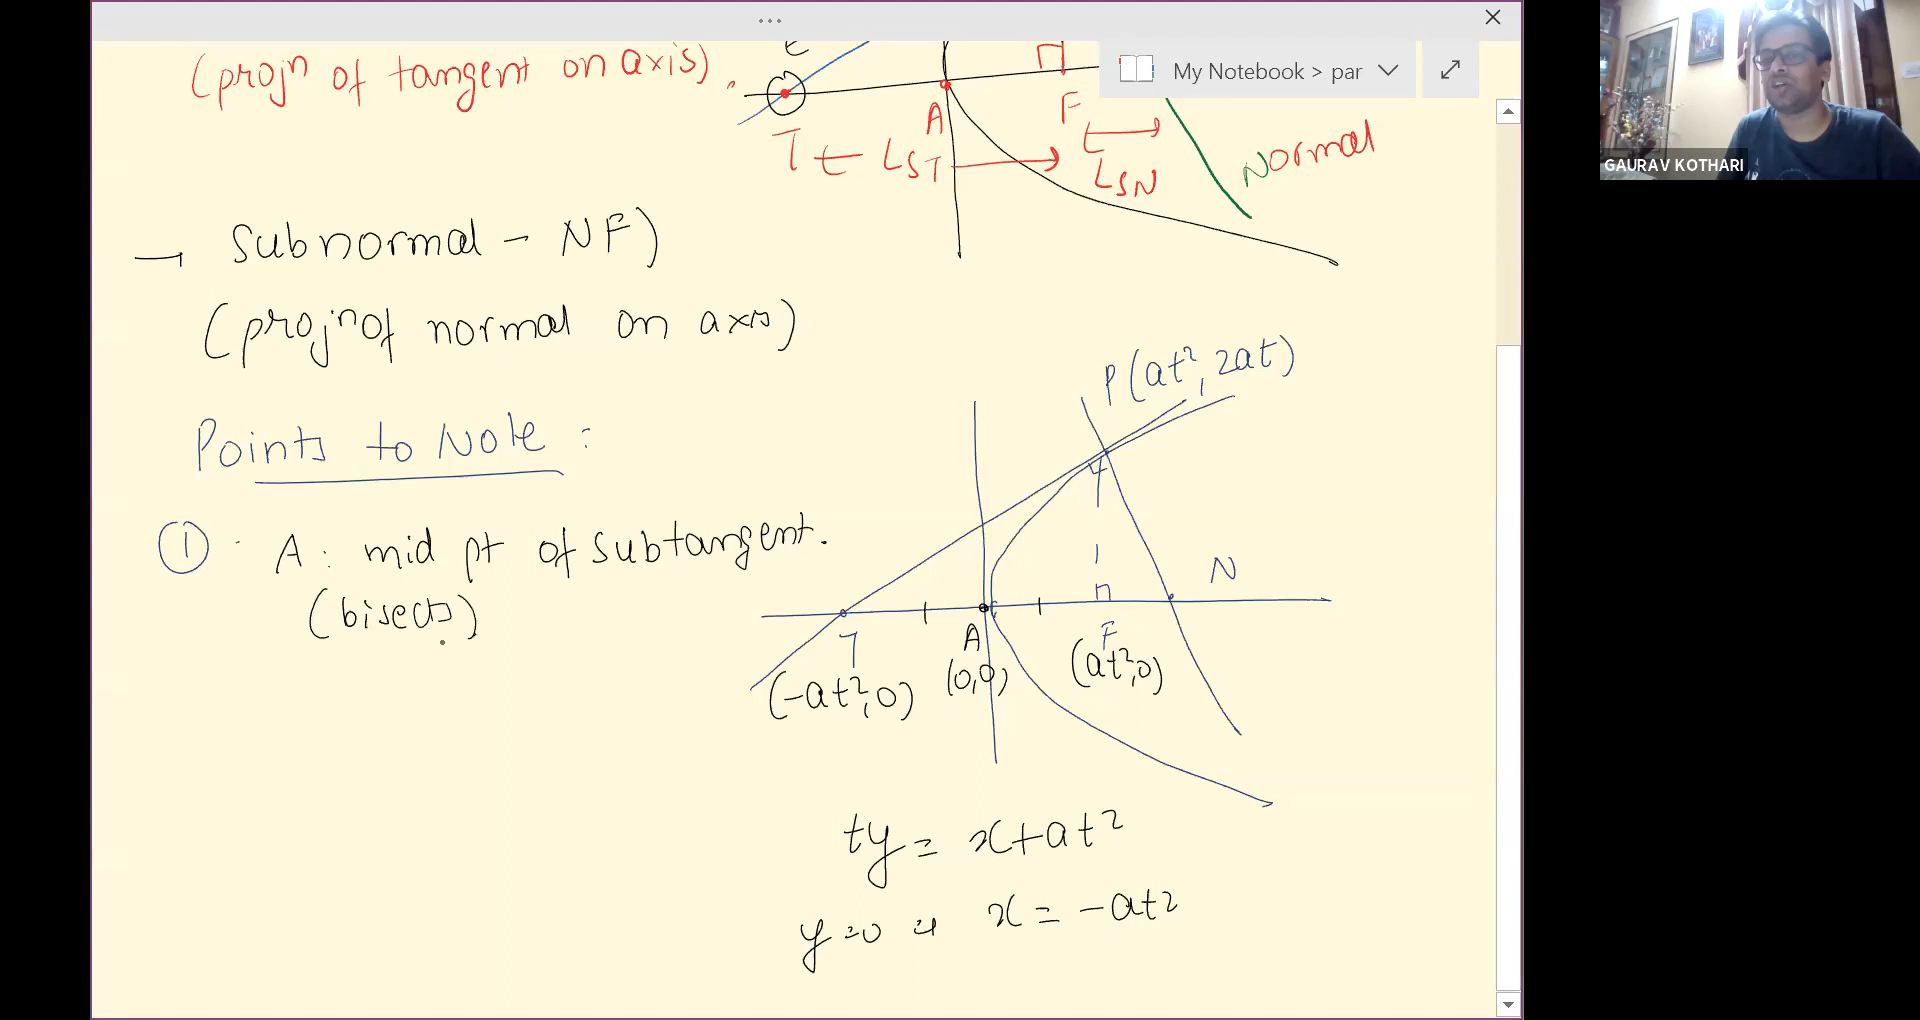 (projn of tangent on axis).
My Notebook > par
T
A
F
LST
LSN
Normal
GAURAV KOTHARI
→ Subnormal - NF)
(projn of normal on axis)
P(at², 2at)
Points to Note :
① A: mid pt of subtangent.
(bisects)
N
T
A
F
(-at², 0)
(0,0)
(at²,0)
ty = x+at²
y=0 ⇒ x = -at2